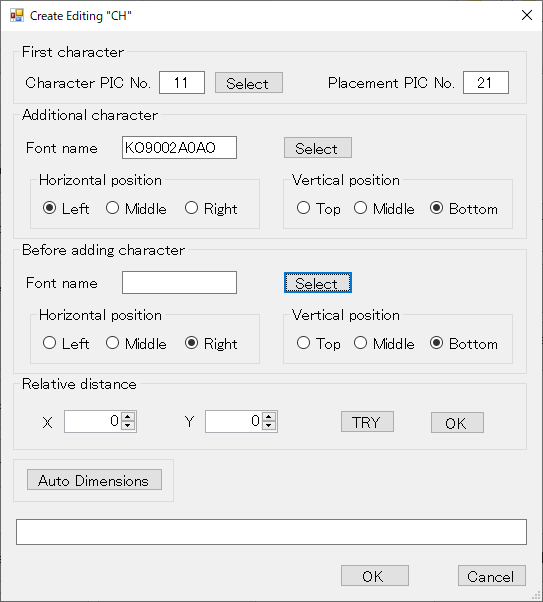 Create Editing "CH"
First character
Character PIC No. 11 Select Placement PIC No. 21
Additional character
Font name KO9002A0AO Select
Horizontal position Vertical position
Left Middle Right Top Middle Bottom
Before adding character
Font name Select
Horizontal position Vertical position
Left Middle Right Top Middle Bottom
Relative distance
X 0 Y 0 TRY OK
Auto Dimensions
OK Cancel